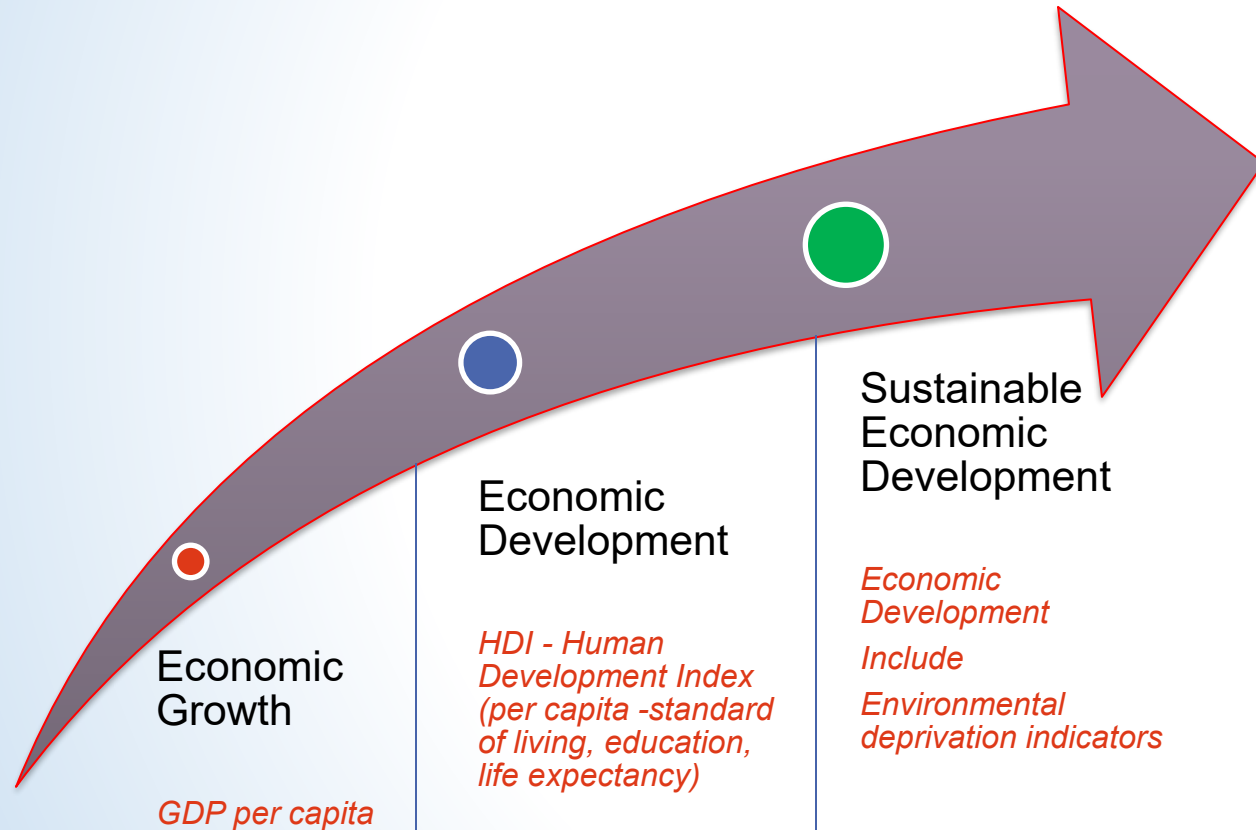 Economic
Growth
GDP per capita
Economic
Development
HDI - Human
Development Index
(per capita -standard
of living, education,
life expectancy)
Sustainable
Economic
Development
Economic
Development
Include
Environmental
deprivation indicators